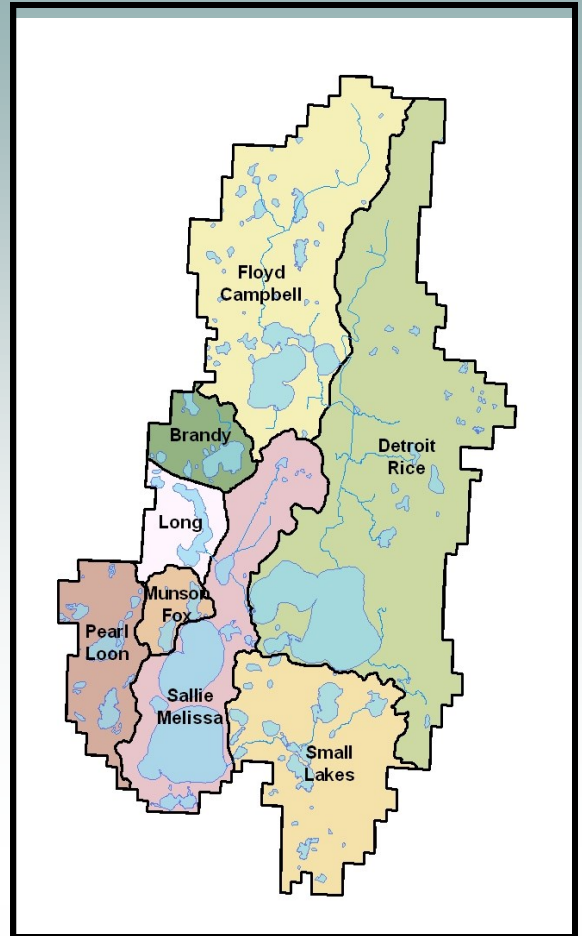 Floyd
Campbell
Brandy
Detroit
Rice
Long
Munson
Fox
Pearl
Loon
Sallie
Melissa
Small
Lakes